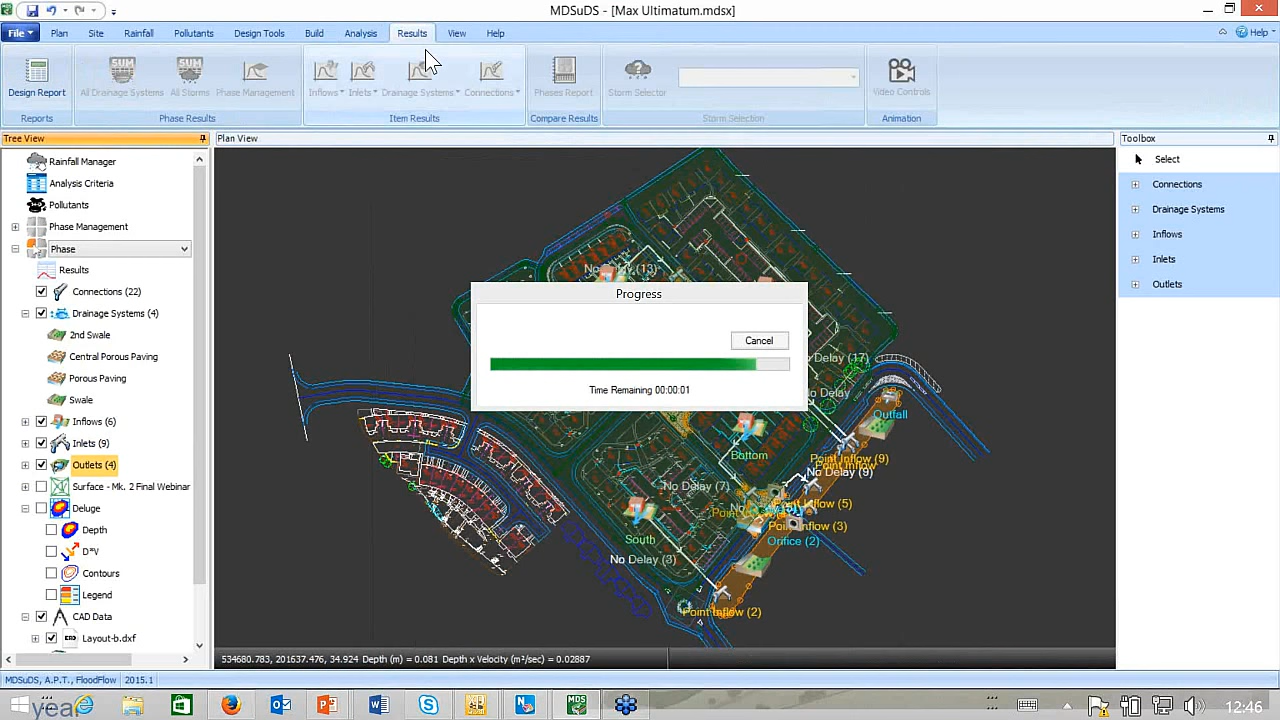 MDSuDS - [Max Ultimatum.mdsx]
File Plan Site Rainfall Pollutants Design Tools Build Analysis Results View Help
Help
Design Report
All Drainage Systems
All Storms
Phase Management
Inflows
Inlets
Drainage Systems
Connections
Phases Report
Storm Selector
Video Controls
Reports
Phase Results
Item Results
Compare Results
Storm Selection
Animation
Tree View
Plan View
Toolbox
Rainfall Manager
Analysis Criteria
Pollutants
Phase Management
Phase
Results
Connections (22)
Drainage Systems (4)
2nd Swale
Central Porous Paving
Porous Paving
Swale
Inflows (6)
Inlets (9)
Outlets (4)
Surface - Mk. 2 Final Webinar
Deluge
Depth
D*V
Contours
Legend
CAD Data
Layout-b.dxf
No Delay (13)
Progress
Cancel
Time Remaining 00:00:01
Delay (17)
Delay
Outfall
Bottom
Point Inflow (9)
Point Inflow
No Delay (9)
No Delay (7)
Point Inflow (5)
Point Inflow (3)
South
Orifice (2)
No Delay (3)
Point Inflow (2)
534680.783, 201637.476, 34.924 Depth (m) = 0.081 Depth x Velocity (m²/sec) = 0.02887
Select
Connections
Drainage Systems
Inflows
Inlets
Outlets
MDSuDS, A.P.T., FloodFlow 2015.1
year
12:46